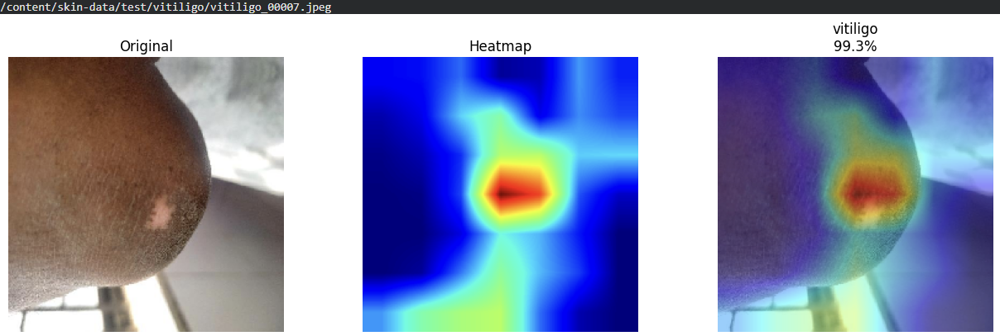 /content/skin-data/test/vitiligo/vitiligo_00007.jpeg
Original
Heatmap
vitiligo
99.3%